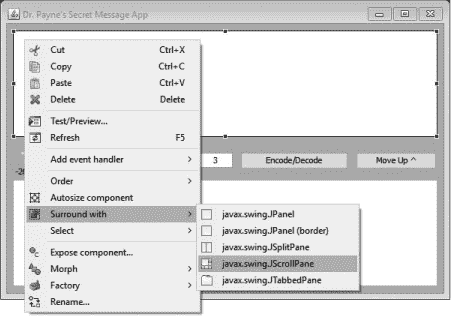 Dr. Payne's Secret Message App
Cut Ctrl+X
Copy Ctrl+C
Paste Ctrl+V
Delete Delete
Test/Preview...
Refresh F5
Add event handler >
3 Encode/Decode Move Up ^
Order >
Autosize component
Surround with >
Select >
javax.swing.JPanel
javax.swing.JPanel (border)
javax.swing.JSplitPane
javax.swing.JScrollPane
javax.swing.JTabbedPane
Expose component...
Morph >
Factory >
Rename...